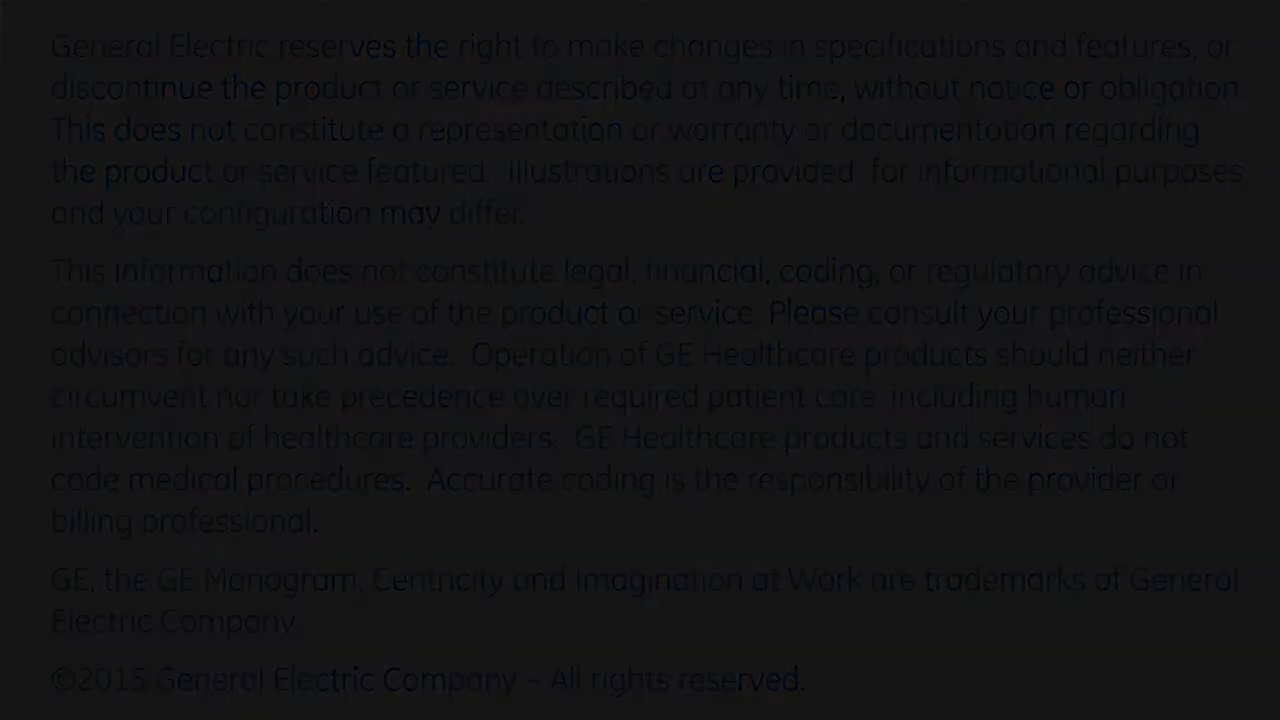 General Electric reserves the right to make changes in specifications and features, or
discontinue the product or service described at any time, without notice or obligation.
This does not constitute a representation or warranty or documentation regarding
the product or service featured. Illustrations are provided for informational purposes
and your configuration may differ.
This information does not constitute legal, financial, coding, or regulatory advice in
connection with your use of the product or service. Please consult your professional
advisors for any such advice. Operation of GE Healthcare products should neither
circumvent nor take precedence over required patient care, including human
intervention of healthcare providers. GE Healthcare products and services do not
code medical procedures. Accurate coding is the responsibility of the provider or
billing professional.
GE, the GE Monogram, Centricity and Imagination at Work are trademarks of General
Electric Company.
©2015 General Electric Company – All rights reserved.